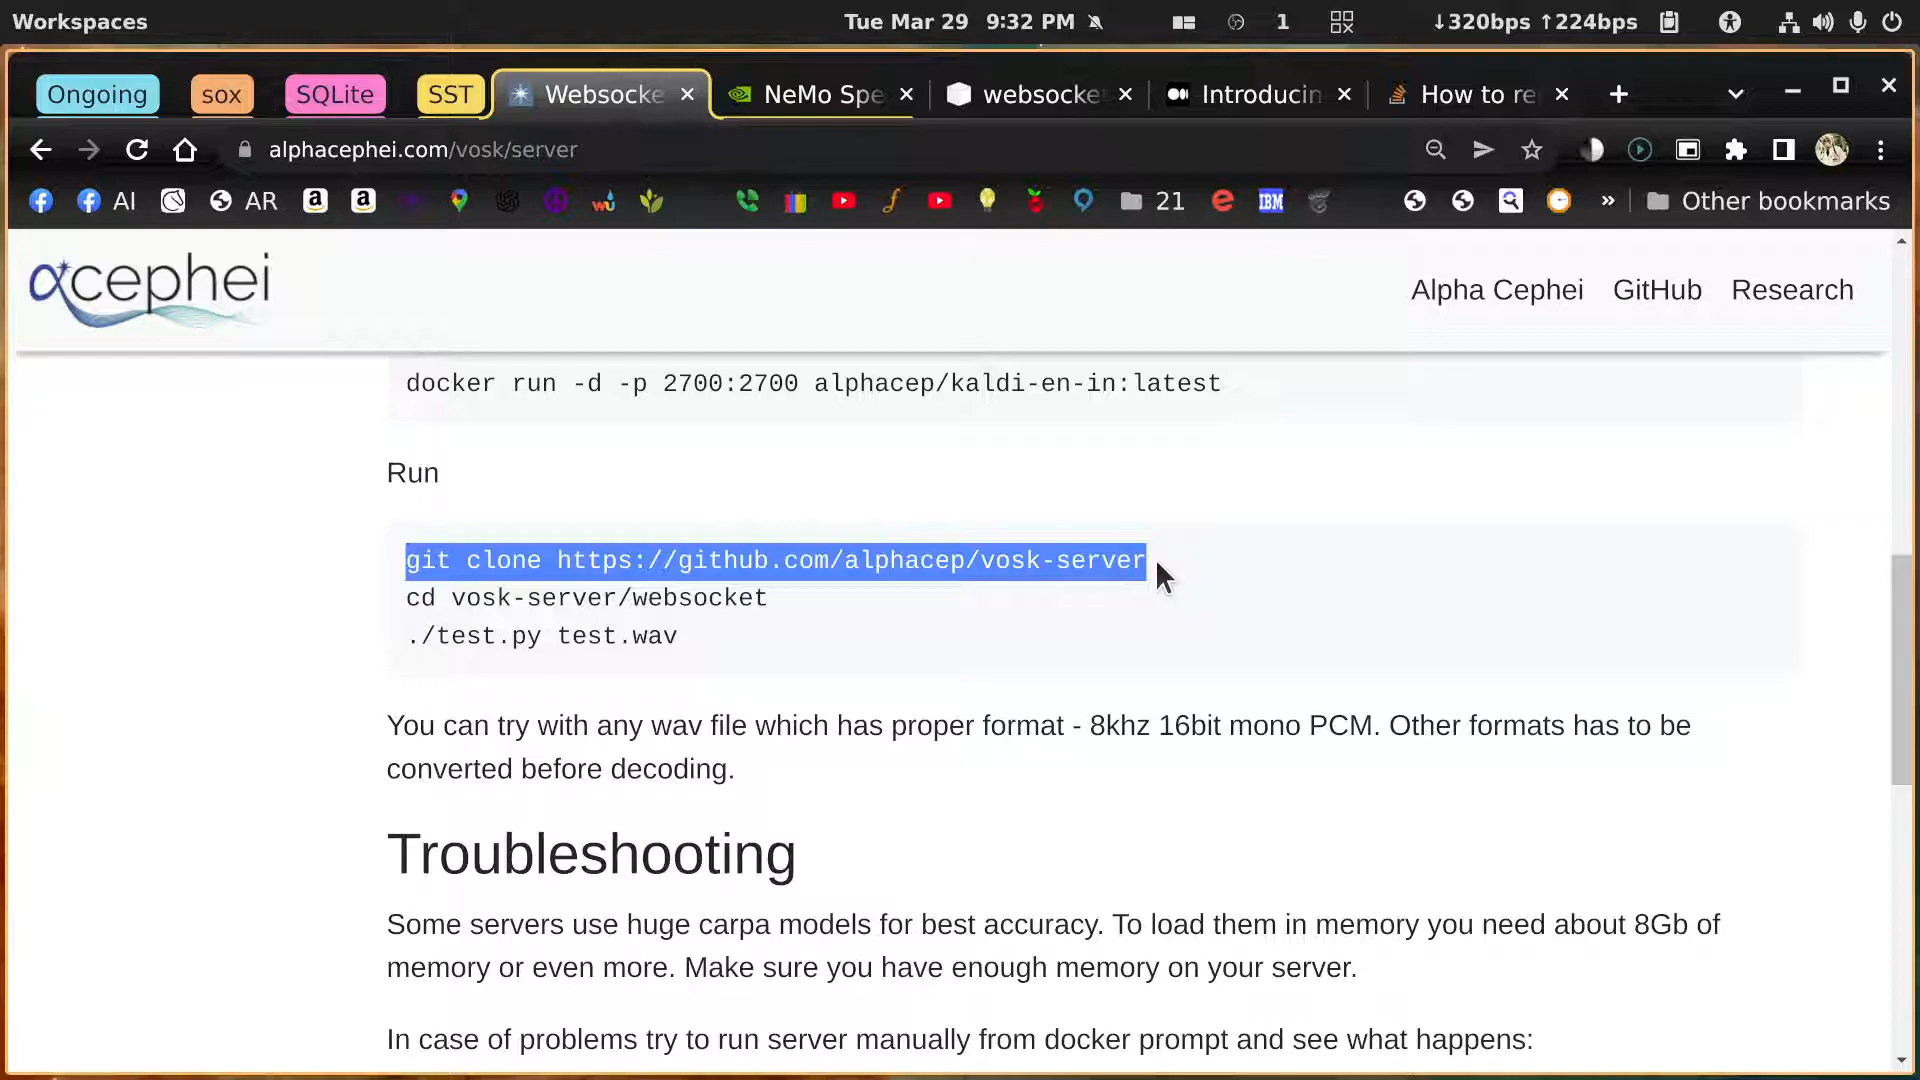 Workspaces
Tue Mar 29 9:32 PM
1
↓320bps ↑224bps
Ongoing
sox
SQLite
SST
Websocke
NeMo Spe
websocke
Introducin
How to re
alphacephei.com/vosk/server
AI
AR
21
IBM
Other bookmarks
αcephei
Alpha Cephei
GitHub
Research
docker run -d -p 2700:2700 alphacep/kaldi-en-in:latest
Run
git clone https://github.com/alphacep/vosk-server
cd vosk-server/websocket
./test.py test.wav
You can try with any wav file which has proper format - 8khz 16bit mono PCM. Other formats has to be
converted before decoding.
Troubleshooting
Some servers use huge carpa models for best accuracy. To load them in memory you need about 8Gb of
memory or even more. Make sure you have enough memory on your server.
In case of problems try to run server manually from docker prompt and see what happens: